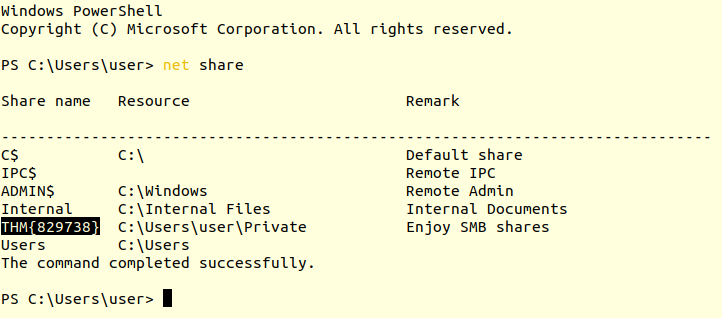 Windows PowerShell
Copyright (C) Microsoft Corporation. All rights reserved.
PS C:\Users\user> net share
Share name   Resource                        Remark
-------------------------------------------------------------------------------
C$           C:\                             Default share
IPC$                                         Remote IPC
ADMIN$       C:\Windows                      Remote Admin
Internal     C:\Internal Files               Internal Documents
THM{829738}  C:\Users\user\Private           Enjoy SMB shares
Users        C:\Users
The command completed successfully.
PS C:\Users\user>